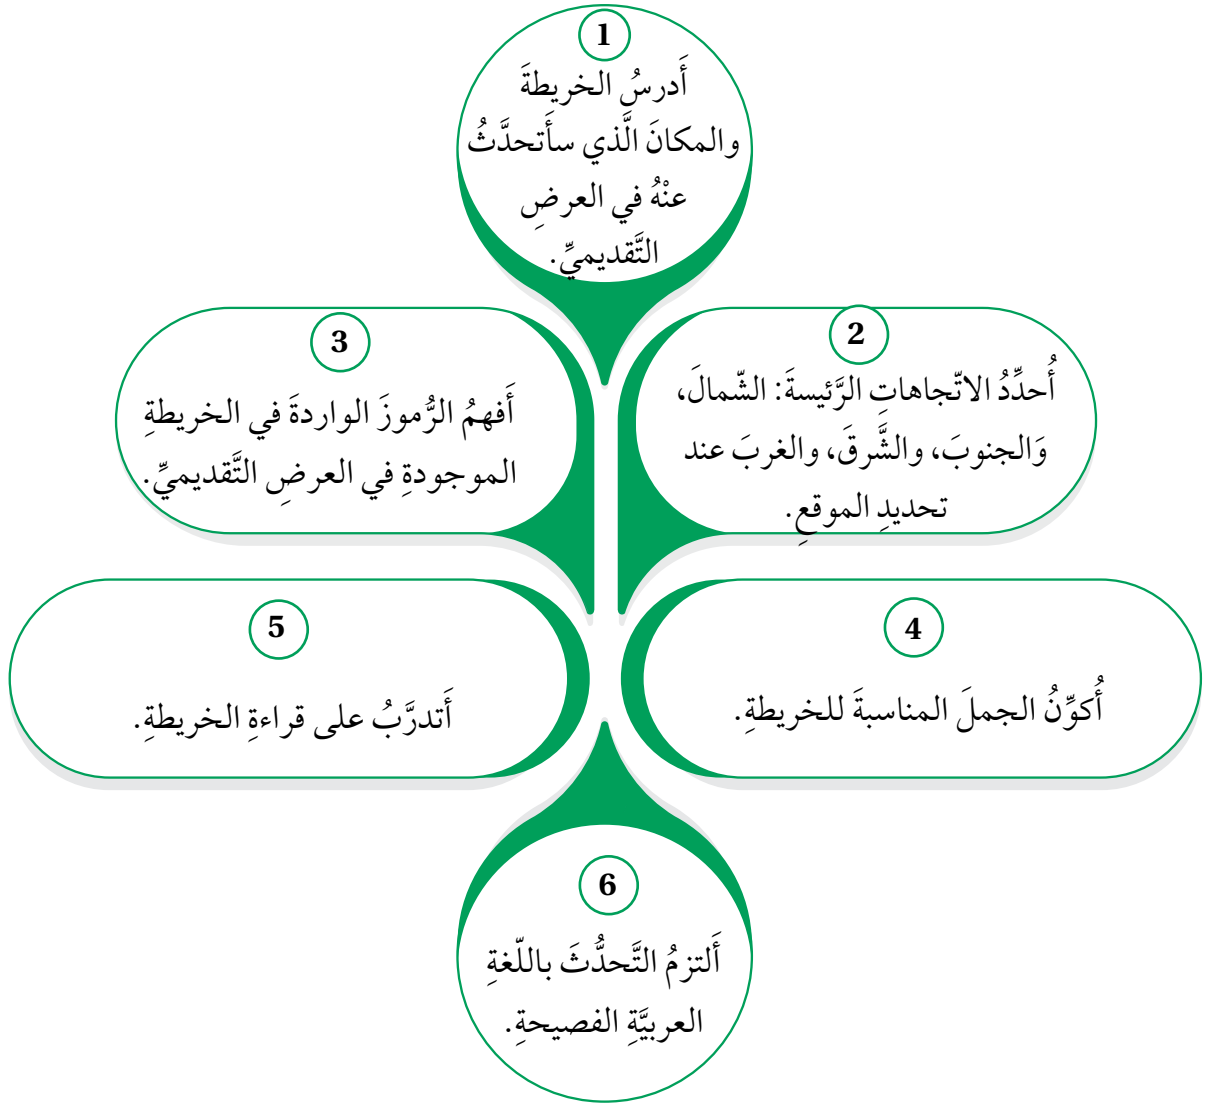 1
أَدرسُ الخريطةَ
والمكانَ الَّذي سأَتحدَّثُ
عنْهُ في العرضِ
التَّقديميِّ.
2
أُحدِّدُ الاتّجاهاتِ الرَّئيسةَ: الشّمالَ،
وَالجنوبَ، والشَّرقَ، والغربَ عند
تحديدِ الموقعِ.
3
أَفهمُ الرُّموزَ الواردةَ في الخريطةِ
الموجودةِ في العرضِ التَّقديميِّ.
4
أُكوِّنُ الجملَ المناسبةَ للخريطةِ.
5
أَتدرَّبُ على قراءةِ الخريطةِ.
6
أَلتزمُ التَّحدُّثَ باللّغةِ
العربيَّةِ الفصيحةِ.